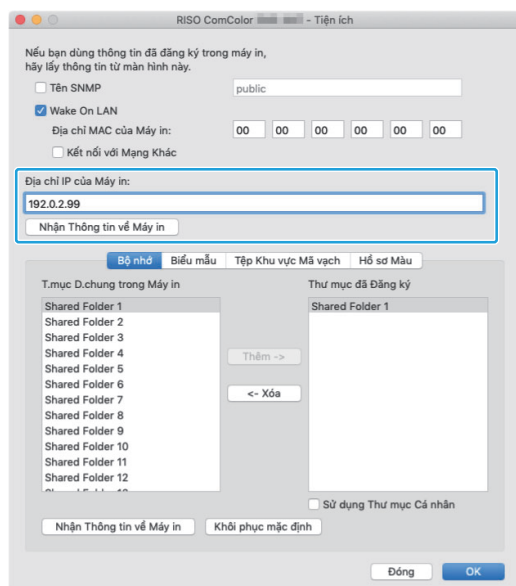 RISO ComColor - Tiện ích
Nếu bạn dùng thông tin đã đăng ký trong máy in,
hãy lấy thông tin từ màn hình này.
Tên SNMP
public
Wake On LAN
Địa chỉ MAC của Máy in:
00 00 00 00 00 00
Kết nối với Mạng Khác
Địa chỉ IP của Máy in:
192.0.2.99
Nhận Thông tin về Máy in
Bộ nhớ Biểu mẫu Tệp Khu vực Mã vạch Hồ sơ Màu
T.mục D.chung trong Máy in Thư mục đã Đăng ký
Shared Folder 1 Shared Folder 1
Shared Folder 2
Shared Folder 3
Shared Folder 4
Shared Folder 5
Shared Folder 6
Shared Folder 7
Shared Folder 8
Shared Folder 9
Shared Folder 10
Shared Folder 11
Shared Folder 12
Thêm ->
<- Xóa
Sử dụng Thư mục Cá nhân
Nhận Thông tin về Máy in Khôi phục mặc định
Đóng OK